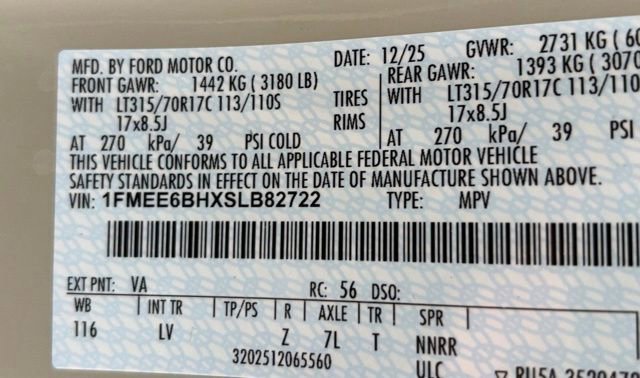 MFD. BY FORD MOTOR CO. DATE: 12/25 GVWR: 2731 KG (
FRONT GAWR: 1442 KG ( 3180 LB) REAR GAWR: 1393 KG ( 3070
WITH LT315/70R17C 113/110S TIRES WITH LT315/70R17C 113/110
17x8.5J RIMS 17x8.5J
AT 270 kPa/ 39 PSI COLD AT 270 kPa/ 39 PSI
THIS VEHICLE CONFORMS TO ALL APPLICABLE FEDERAL MOTOR VEHICLE
SAFETY STANDARDS IN EFFECT ON THE DATE OF MANUFACTURE SHOWN ABOVE.
VIN: 1FMEE6BHXSLB82722 TYPE: MPV
EXT PNT: VA RC: 56 DSO:
WB INT TR TP/PS R AXLE TR SPR
116 LV Z 7L T NNRR
3202512065560 ULC